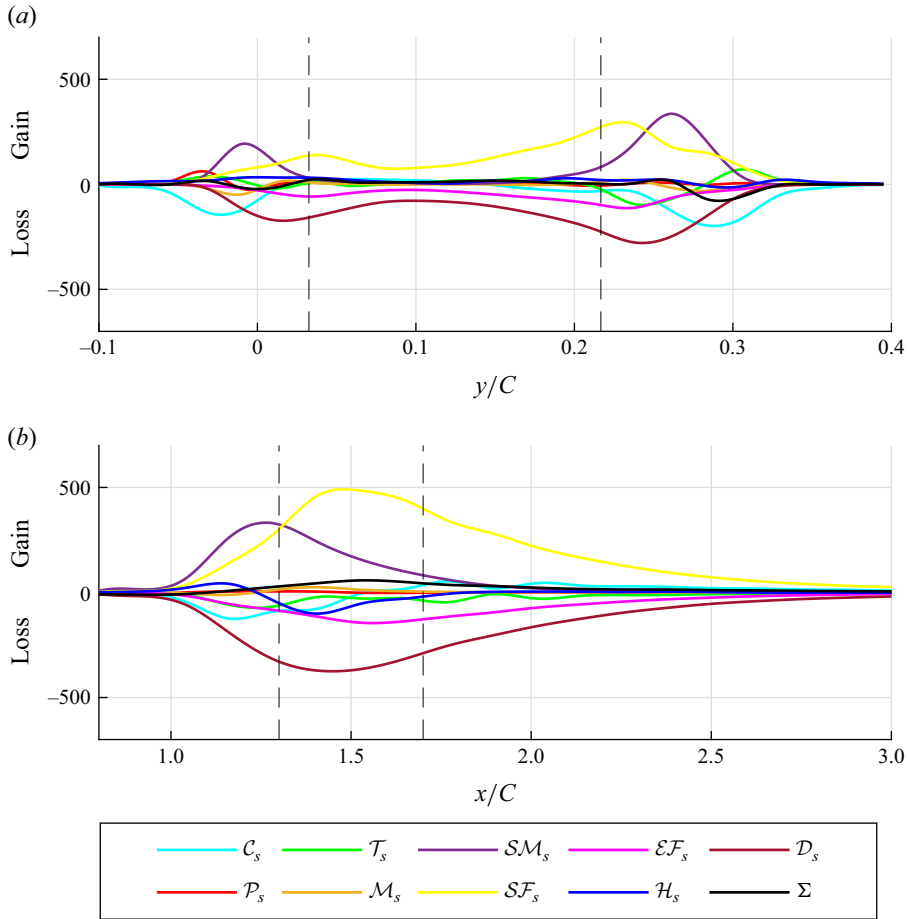 (a)
500
0
−500
Gain
Loss
−0.1 0 0.1 0.2 0.3 0.4
y/C
(b)
500
0
−500
Gain
Loss
1.0 1.5 2.0 2.5 3.0
x/C
𝒞ₛ 𝒯ₛ 𝒮ℳₛ ℰℱₛ 𝒟ₛ
𝒫ₛ ℳₛ 𝒮ℱₛ ℋₛ Σ